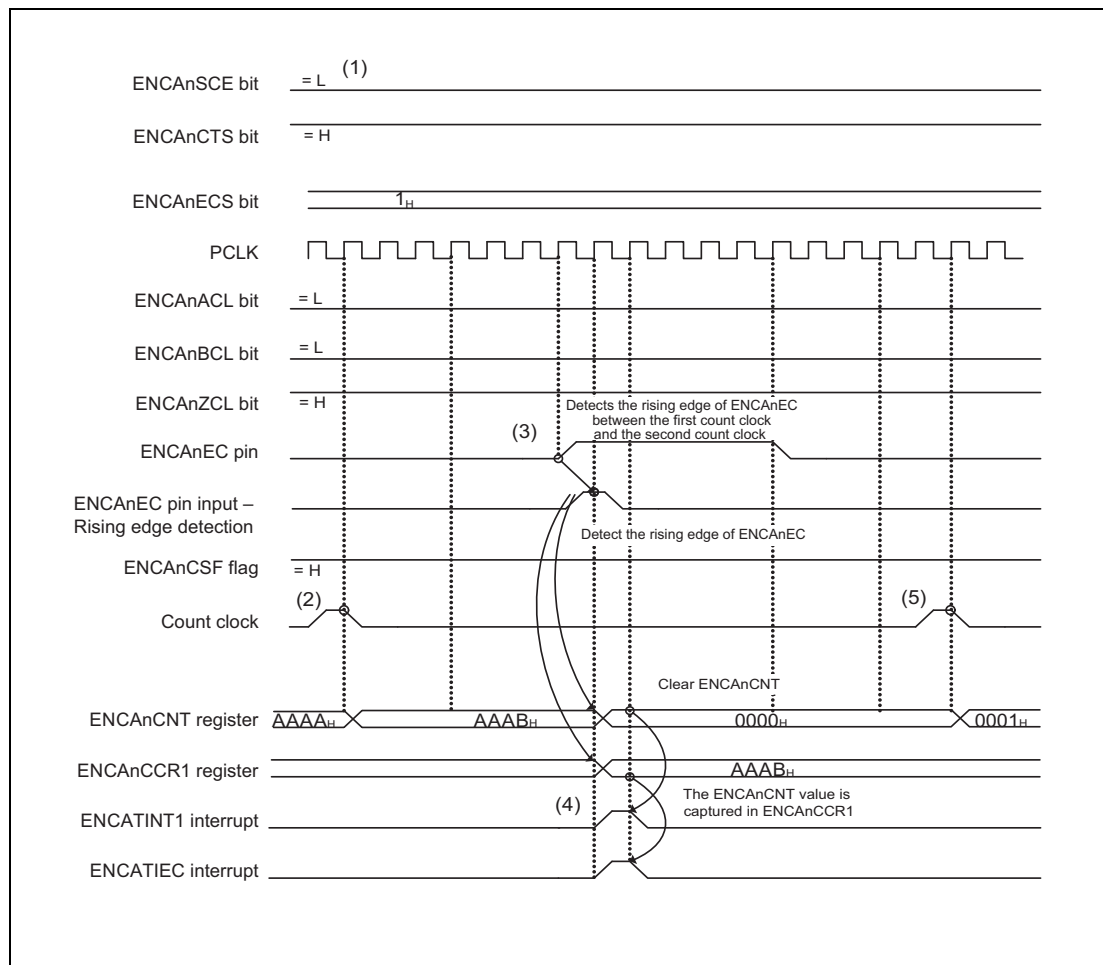 ENCAnSCE bit = L (1)
ENCAnCTS bit = H
ENCAnECS bit 1H
PCLK
ENCAnACL bit = L
ENCAnBCL bit = L
ENCAnZCL bit = H
Detects the rising edge of ENCAnEC
between the first count clock
and the second count clock
(3)
ENCAnEC pin
ENCAnEC pin input –
Rising edge detection
Detect the rising edge of ENCAnEC
ENCAnCSF flag = H
(2) (5)
Count clock
Clear ENCAnCNT
ENCAnCNT register AAAAH AAABH 0000H 0001H
ENCAnCCR1 register AAABH
The ENCAnCNT value is
captured in ENCAnCCR1
(4)
ENCATINT1 interrupt
ENCATIEC interrupt